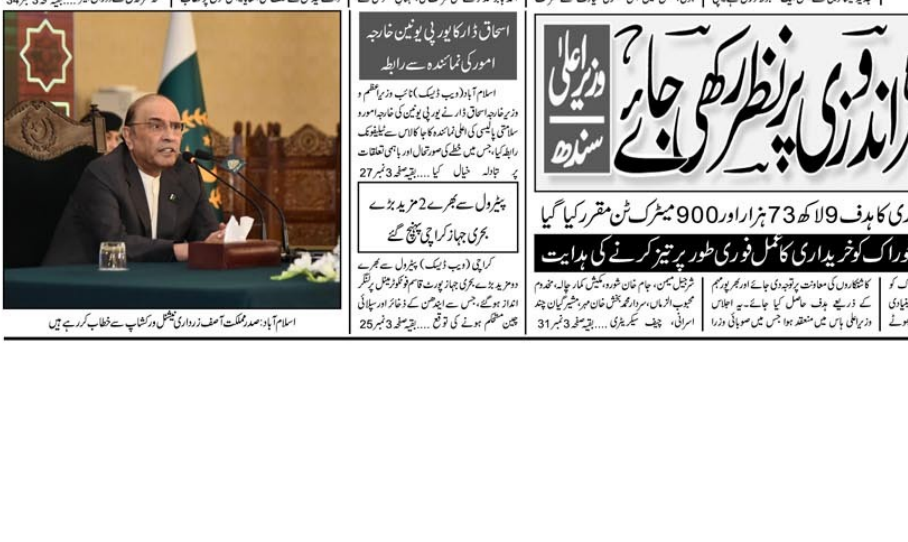 راندوزی پر نظر رکھی جائے
وزیراعلیٰ
سندھ
ری کا ہدف 9 لاکھ 73 ہزار اور 900 میٹرک ٹن مقرر کیا گیا
وراک کو خریداری کا عمل فوری طور پر تیز کرنے کی ہدایت
کاشتکاروں کی معاونت پر توجہ دی جائے اور بھرپور مہم
کے ذریعے ہدف حاصل کیا جائے۔ یہ اجلاس
وزیراعلیٰ ہاس میں منعقد ہوا جس میں صوبائی وزرا
شرجیل میمن، جام خان شورو، مکیش کمار چاولہ، مخدوم
محبوب الزماں، سردار محمد بخش خان مہر، مشیر گیان چند
اسرانی، چیف سیکریٹری ....بقیہ صفحہ 3 نمبر 31
اسحاق ڈار کا یورپی یونین خارجہ
امور کی نمائندہ سے رابطہ
اسلام آباد (ویب ڈیسک) نائب وزیراعظم و
وزیر خارجہ اسحاق ڈار نے یورپی یونین کی خارجہ امور و
سلامتی پالیسی کی اعلیٰ نمائندہ کاجا کالاس سے ٹیلیفونک
رابطہ کیا، جس میں خطے کی صورتحال اور باہمی تعلقات
پر تبادلہ خیال کیا ....بقیہ صفحہ 3 نمبر 27
پیٹرول سے بھرے 2 مزید بڑے
بحری جہاز کراچی پہنچ گئے
کراچی (ویب ڈیسک) پیٹرول سے بھرے
دو مزید بڑے بحری جہاز پورٹ قاسم فوٹکو ٹرمینل پر لنگر
انداز ہوگئے، جس سے ایندھن کے ذخائر اور سپلائی
چین مستحکم ہونے کی توقع ....بقیہ صفحہ 3 نمبر 25
اسلام آباد: صدر مملکت آصف زرداری نیشنل ورکشاپ سے خطاب کررہے ہیں